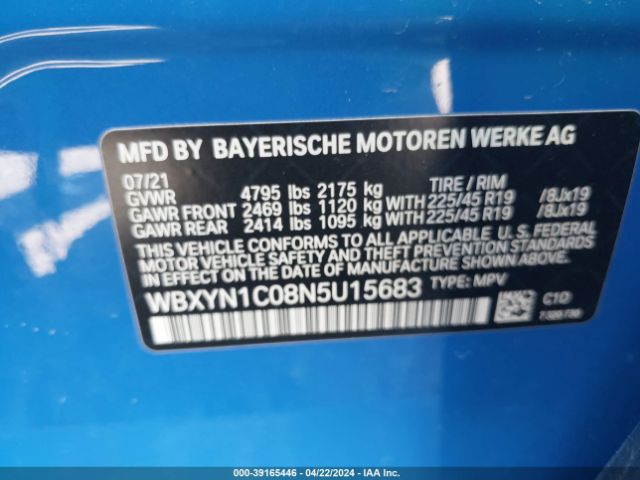 MFD BY BAYERISCHE MOTOREN WERKE AG
07/21 TIRE / RIM
GVWR 4795 lbs 2175 kg
GAWR FRONT 2469 lbs 1120 kg WITH 225/45 R19 /8Jx19
GAWR REAR 2414 lbs 1095 kg WITH 225/45 R19 /8Jx19
THIS VEHICLE CONFORMS TO ALL APPLICABLE U. S. FEDERAL
MOTOR VEHICLE SAFETY AND THEFT PREVENTION STANDARDS
IN EFFECT ON THE DATE OF MANUFACTURE SHOWN ABOVE.
WBXYN1C08N5U15683 TYPE: MPV
C1D
000-39165446 - 04/22/2024 - IAA Inc.